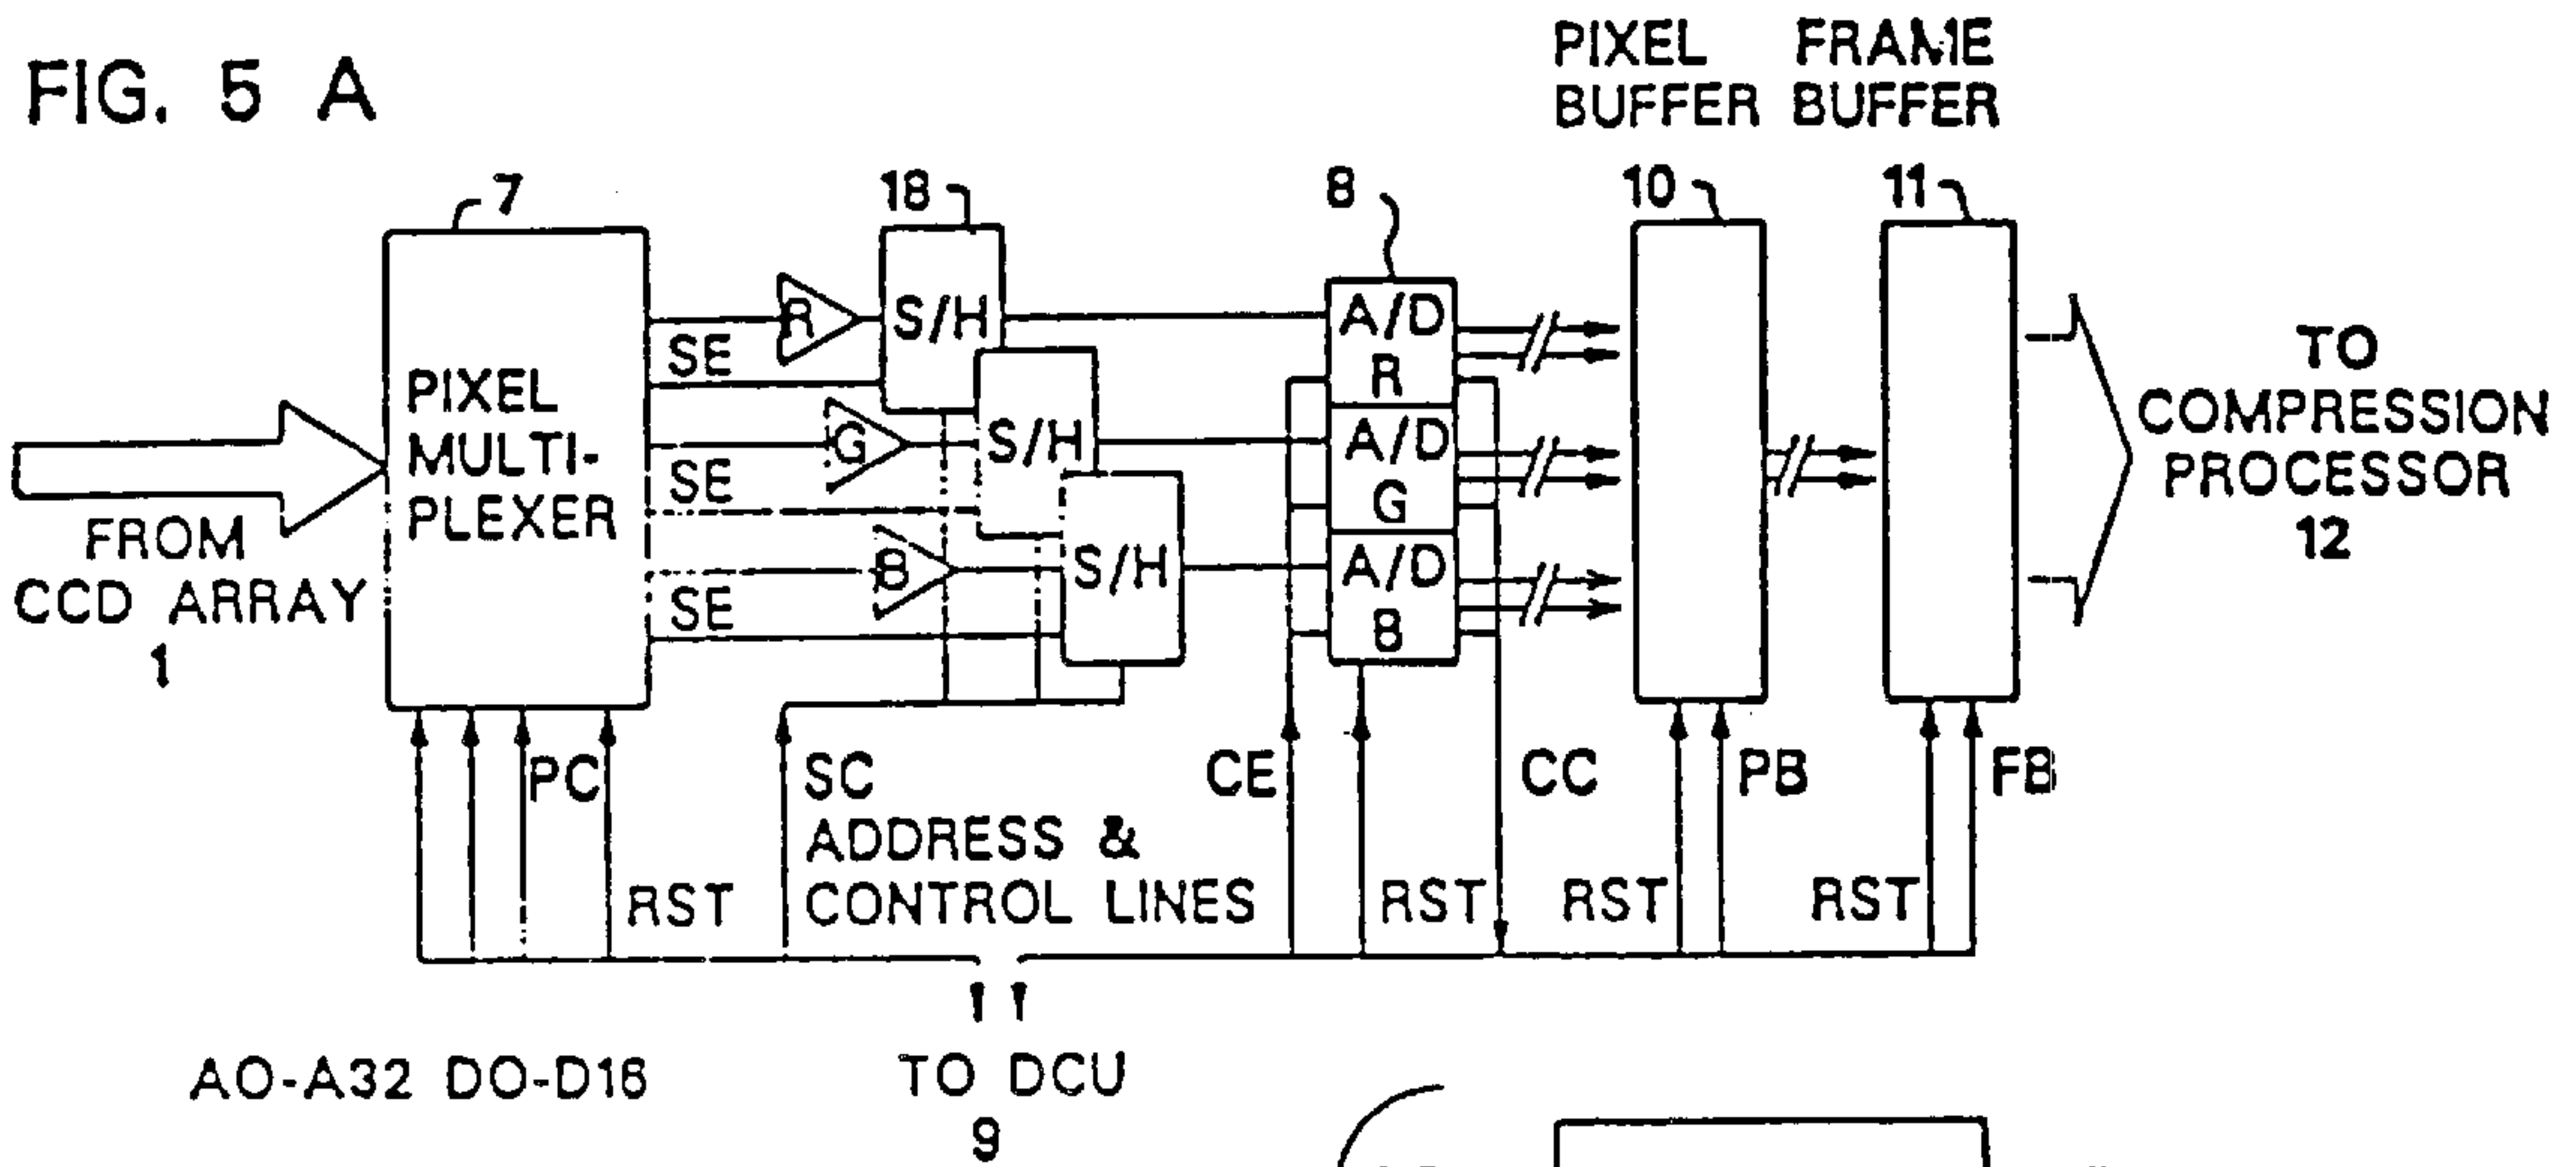 FIG. 5 A
PIXEL BUFFER
FRAME BUFFER
7
18
8
10
11
PIXEL
MULTI-
PLEXER
FROM
CCD ARRAY
1
R
SE
G
SE
B
SE
S/H
S/H
S/H
A/D
R
A/D
G
A/D
B
TO
COMPRESSION
PROCESSOR
12
PC
RST
SC
ADDRESS &
CONTROL LINES
CE
RST
CC
RST
PB
RST
FB
AO-A32 DO-D16
TO DCU
9